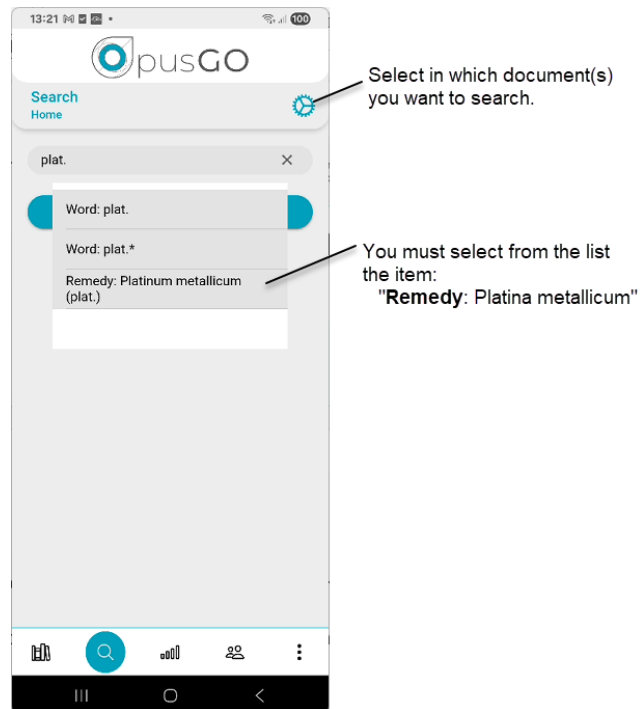 13:21
100
OpusGO
Search
Home
Select in which document(s)
you want to search.
plat.
Word: plat.
Word: plat.*
Remedy: Platinum metallicum
(plat.)
You must select from the list
the item:
"Remedy: Platina metallicum"